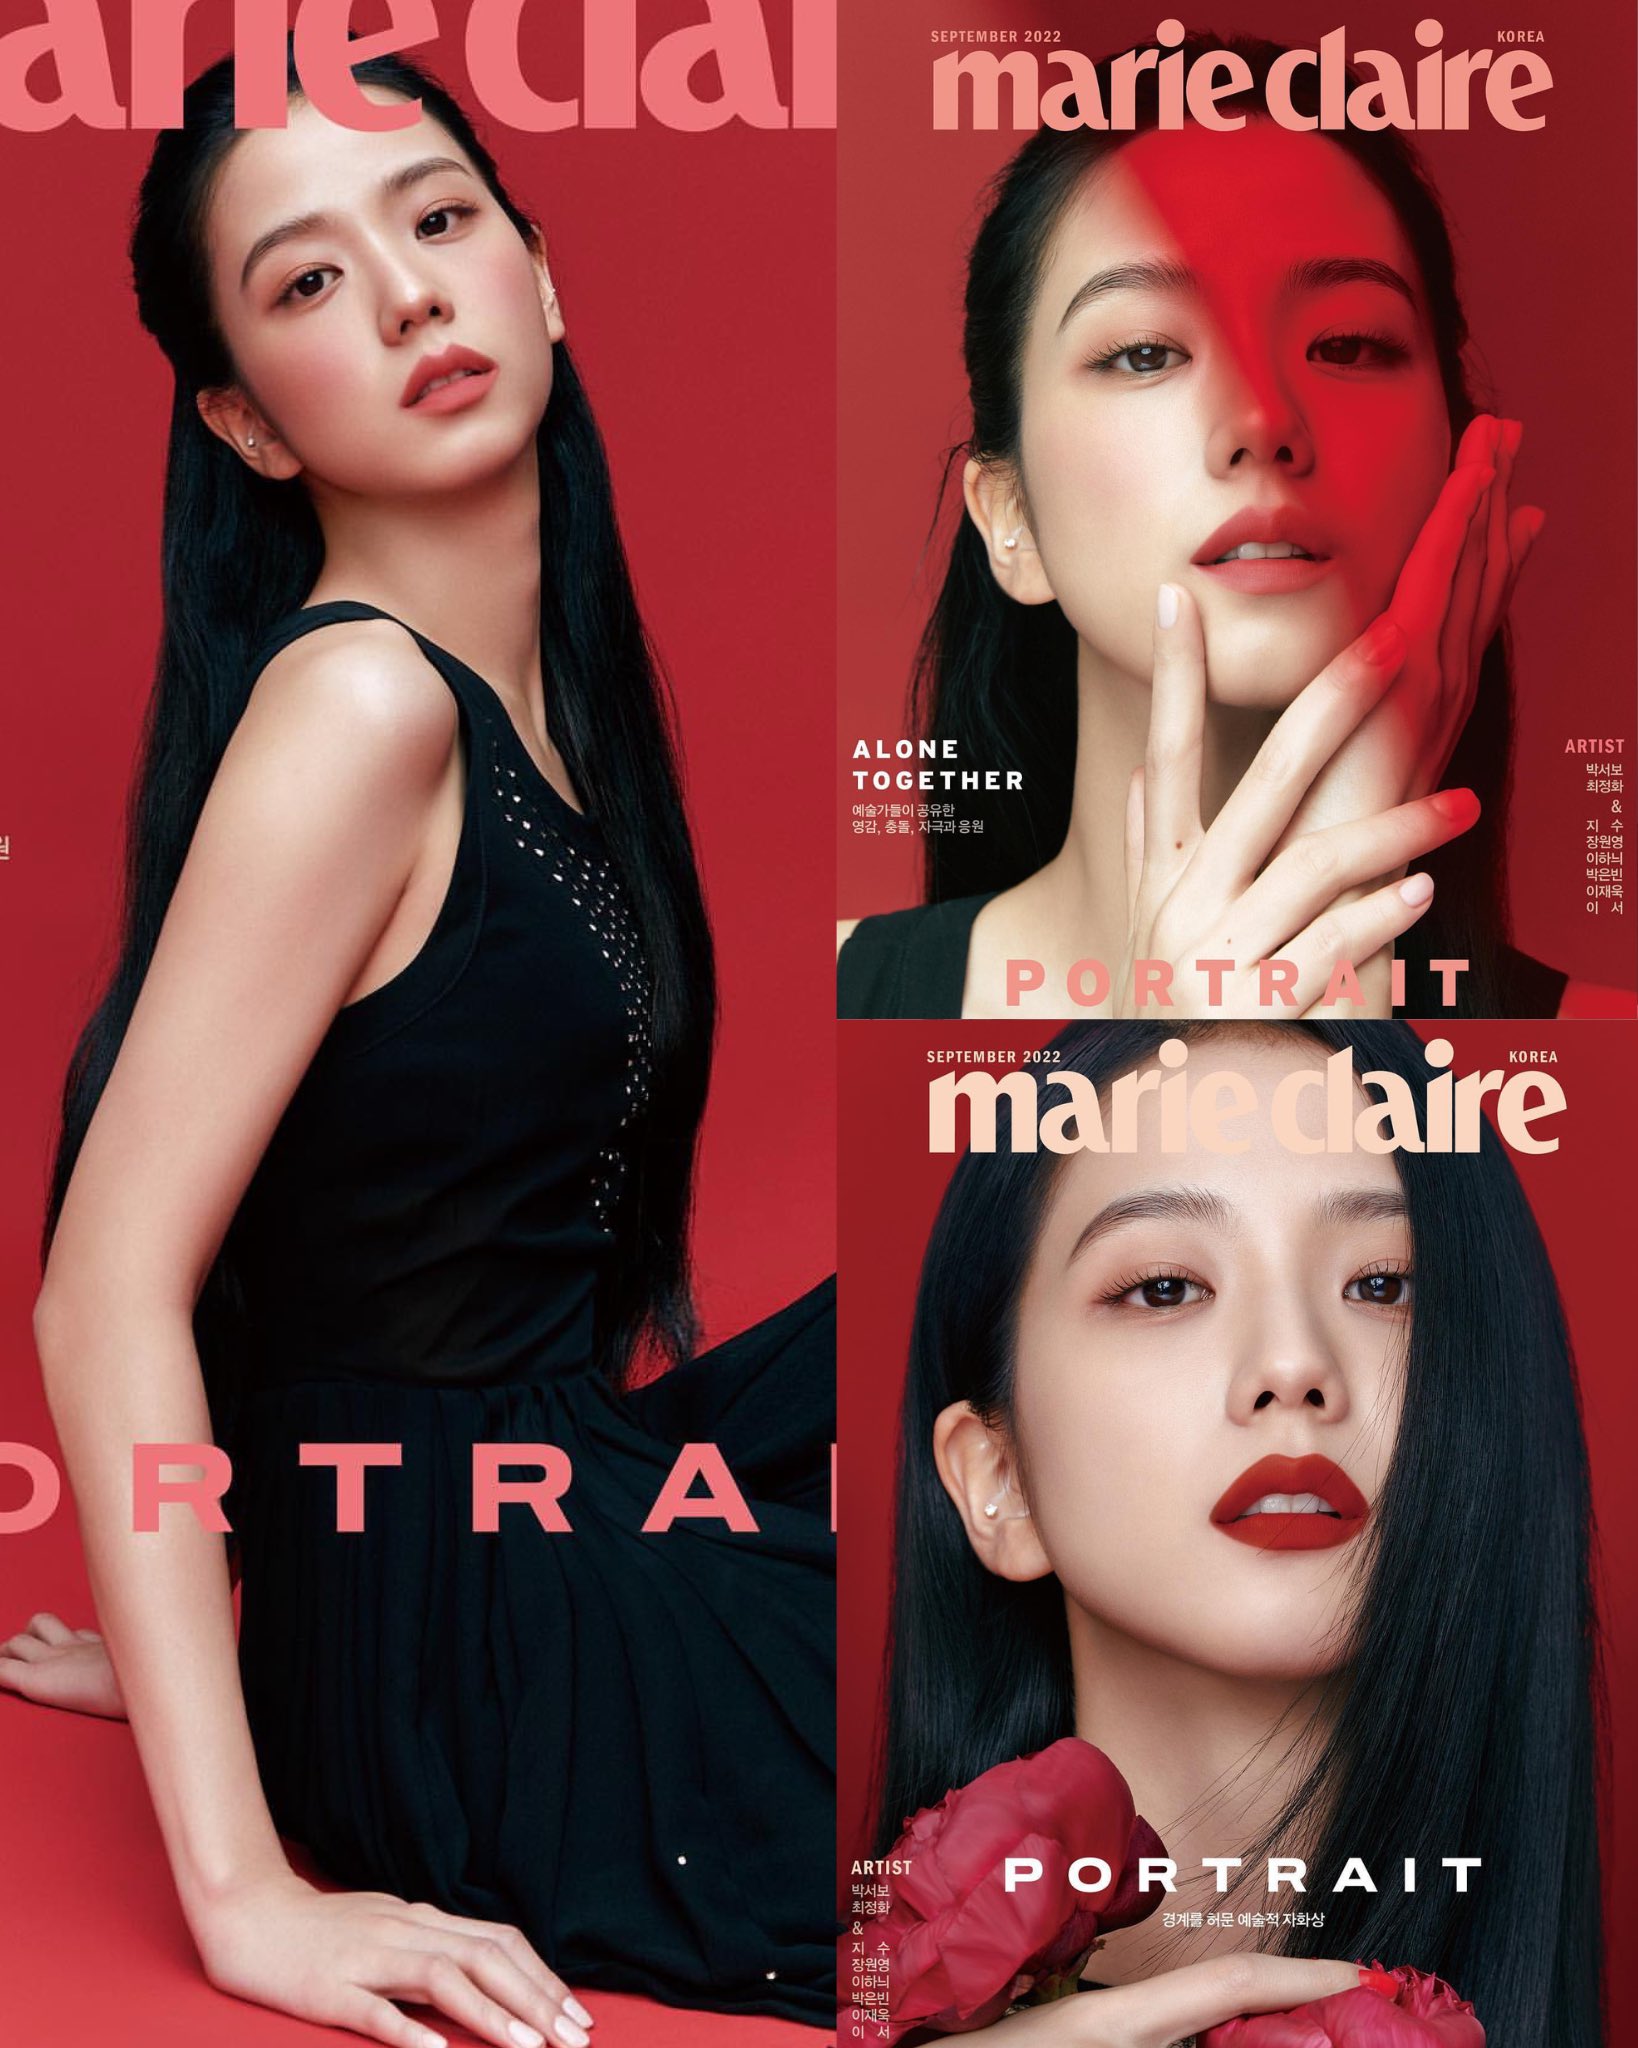 arie clai
원
ORTRAI
SEPTEMBER 2022
KOREA
marie claire
ALONE
TOGETHER
예술가들이 공유한
영감, 충돌, 자극과 응원
ARTIST
박서보
최정화
&
지 수
장원영
이하늬
박은빈
이재욱
이 서
PORTRAIT
SEPTEMBER 2022
KOREA
marie claire
ARTIST
박서보
최정화
&
지 수
장원영
이하늬
박은빈
이재욱
이 서
PORTRAIT
경계를 허문 예술적 자화상